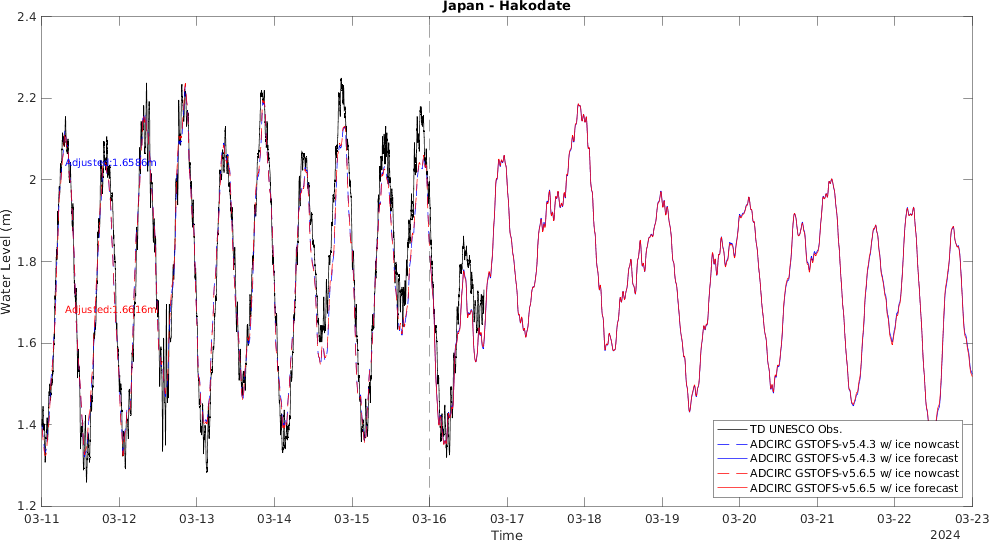 Japan - Hakodate
2.4
2.2
2
1.8
1.6
1.4
1.2
Water Level (m)
Adjusted:1.6586m
Adjusted:1.6616m
TD UNESCO Obs.
ADCIRC GSTOFS-v5.4.3 w/ ice nowcast
ADCIRC GSTOFS-v5.4.3 w/ ice forecast
ADCIRC GSTOFS-v5.6.5 w/ ice nowcast
ADCIRC GSTOFS-v5.6.5 w/ ice forecast
03-11 03-12 03-13 03-14 03-15 03-16 03-17 03-18 03-19 03-20 03-21 03-22 03-23
Time
2024